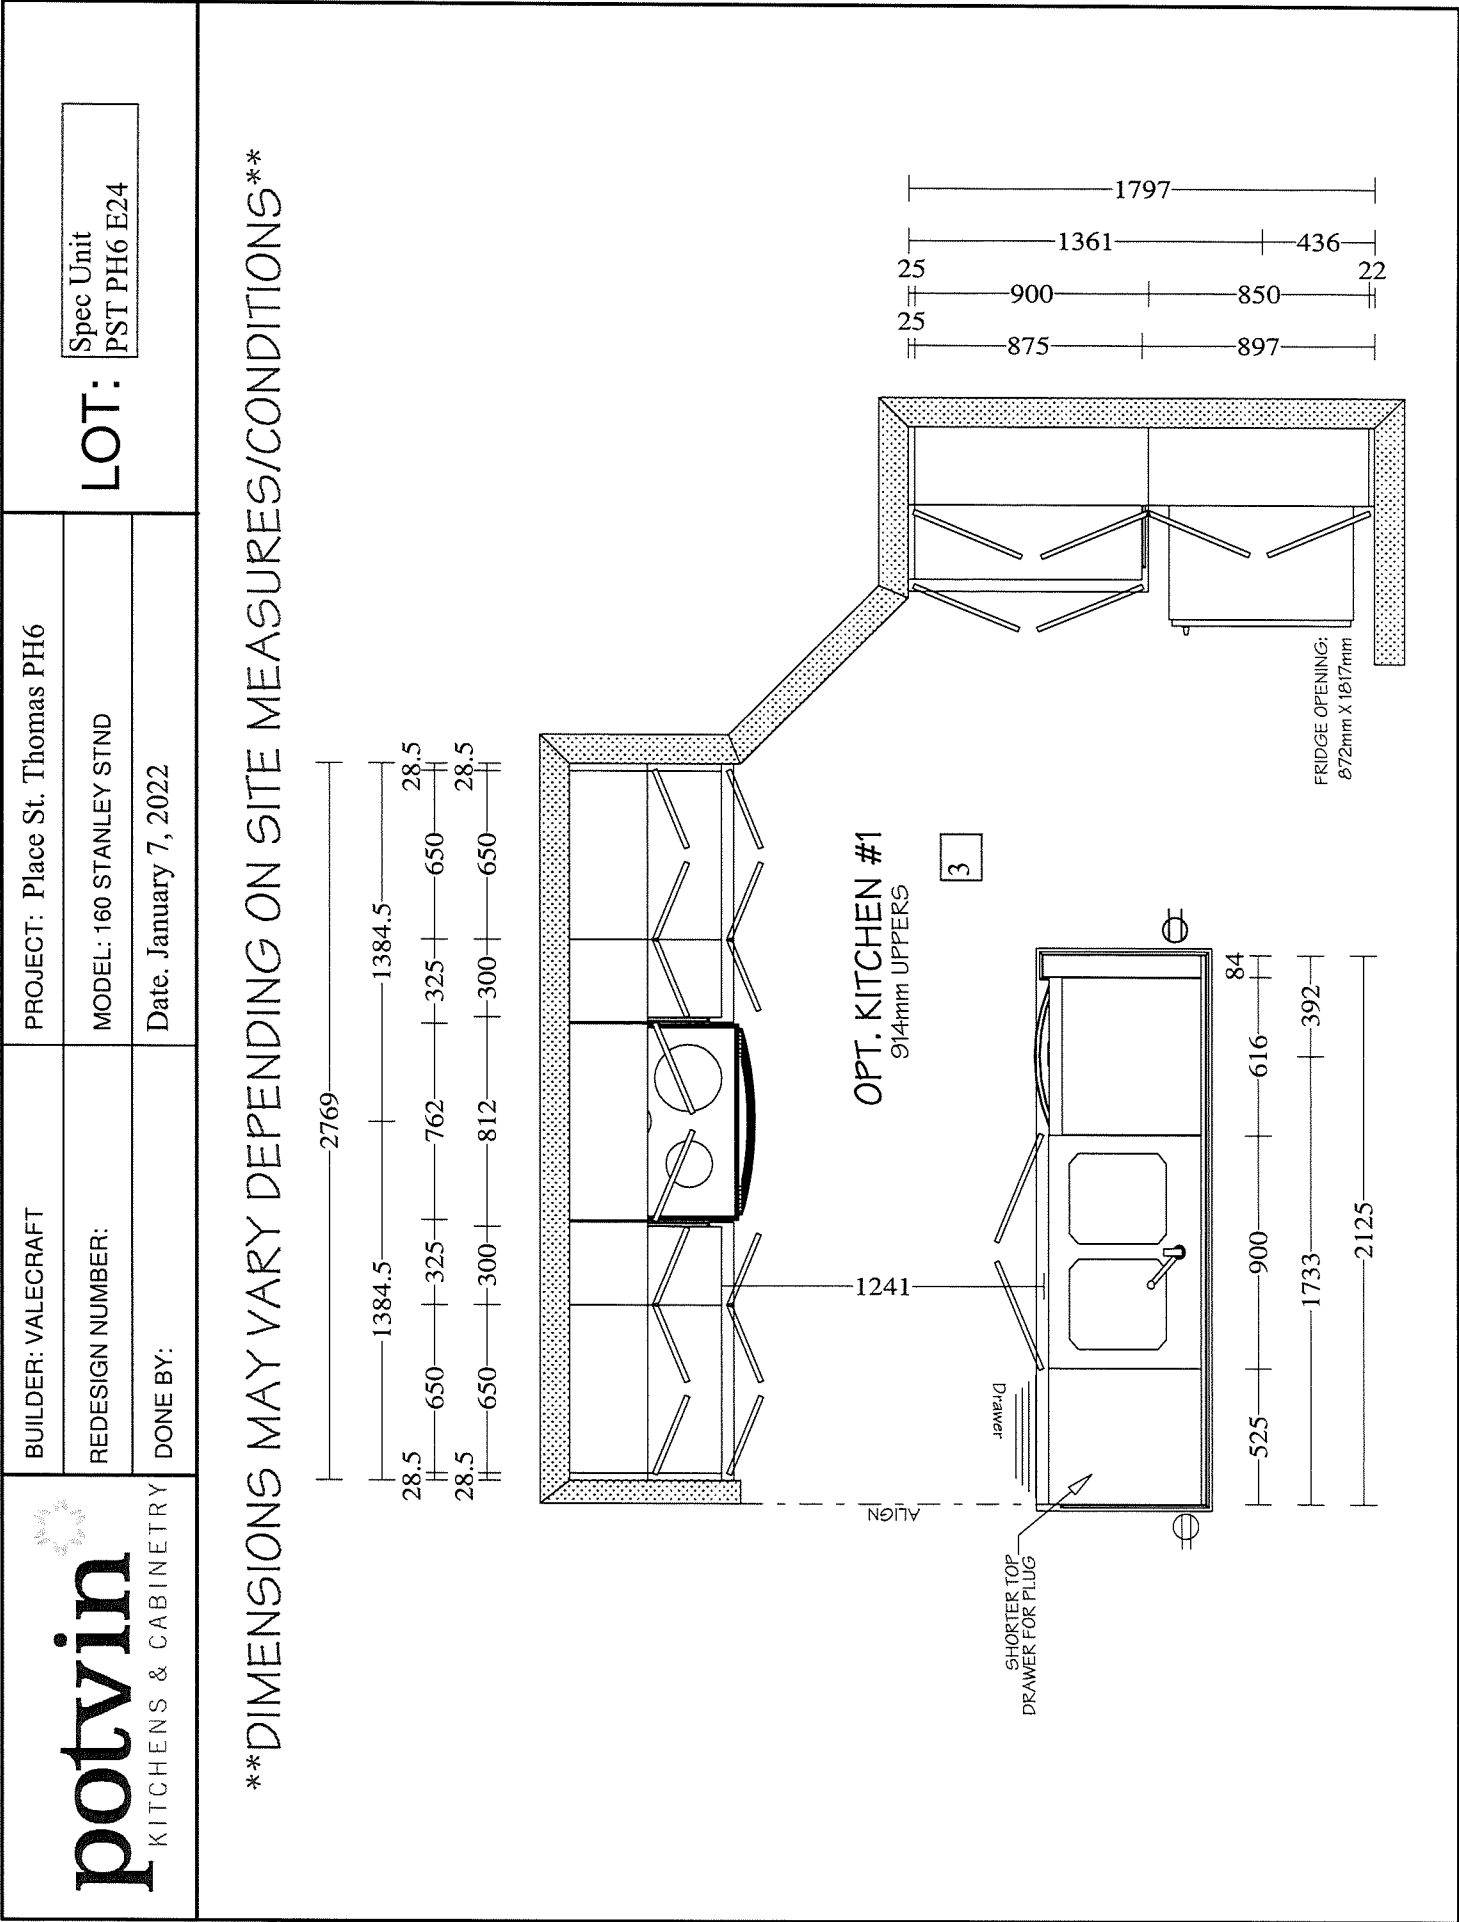 potvin
KITCHENS & CABINETRY
BUILDER: VALECRAFT
REDESIGN NUMBER:
DONE BY:
PROJECT: Place St. Thomas PH6
MODEL: 160 STANLEY STND
Date. January 7, 2022
LOT:
Spec Unit
PST PH6 E24
**DIMENSIONS MAY VARY DEPENDING ON SITE MEASURES/CONDITIONS**
2769
1384.5 1384.5
28.5 650 325 762 325 650 28.5
28.5 650 300 812 300 650 28.5
1797
1361 436
25 900 850 22
25 875 897
FRIDGE OPENING:
872mm X 1817mm
OPT. KITCHEN #1
914mm UPPERS
3
1241
ALIGN
Drawer
SHORTER TOP
DRAWER FOR PLUG
525 900 616 84
1733 392
2125